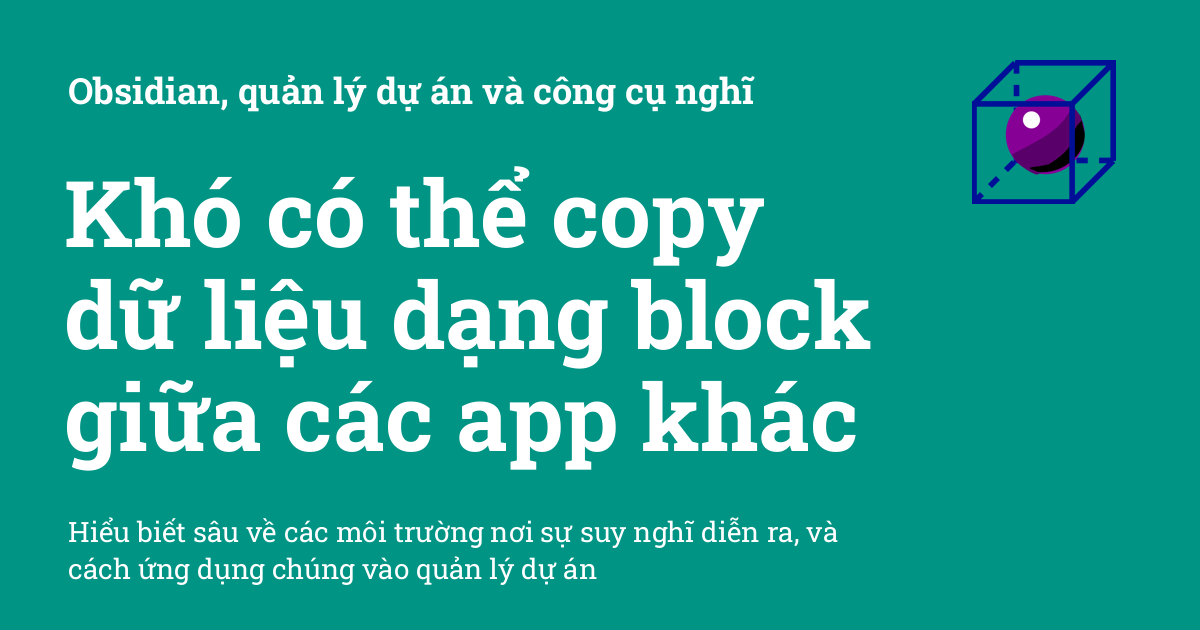 Obsidian, quản lý dự án và công cụ nghĩ
Khó có thể copy
dữ liệu dạng block
giữa các app khác
Hiểu biết sâu về các môi trường nơi sự suy nghĩ diễn ra, và
cách ứng dụng chúng vào quản lý dự án